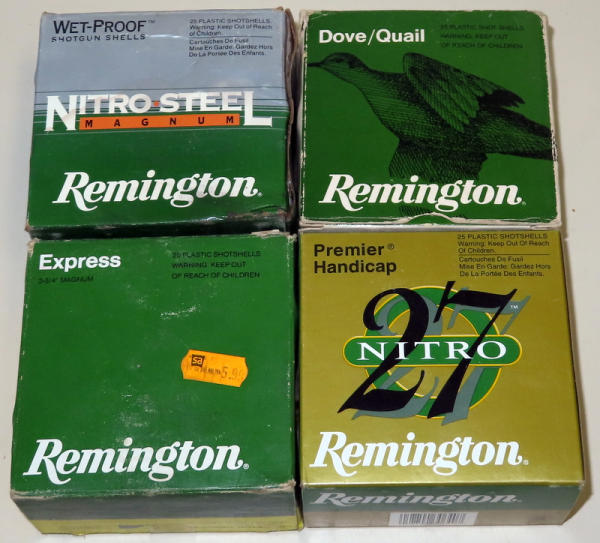 WET-PROOF™
SHOTGUN SHELLS
25 PLASTIC SHOTSHELLS
Warning: Keep Out Of Reach
of Children.
Cartouches De Fusil
Mise En Garde: Gardez Hors
De La Portée Des Enfants.
NITRO STEEL
MAGNUM
Remington®
Dove/Quail
25 PLASTIC SHOTSHELLS
WARNING: KEEP OUT
OF REACH OF CHILDREN
Remington®
Express
2-3/4" MAGNUM
25 PLASTIC SHOTSHELLS
WARNING: KEEP OUT
OF REACH OF CHILDREN
sa
Remington®
Premier®
Handicap
25 PLASTIC SHOTSHELLS
Warning: Keep Out Of Reach
Of Children.
Cartouches De Fusil
Mise En Garde: Gardez Hors
De La Portée Des Enfants.
27™
NITRO
Remington®
Remington®